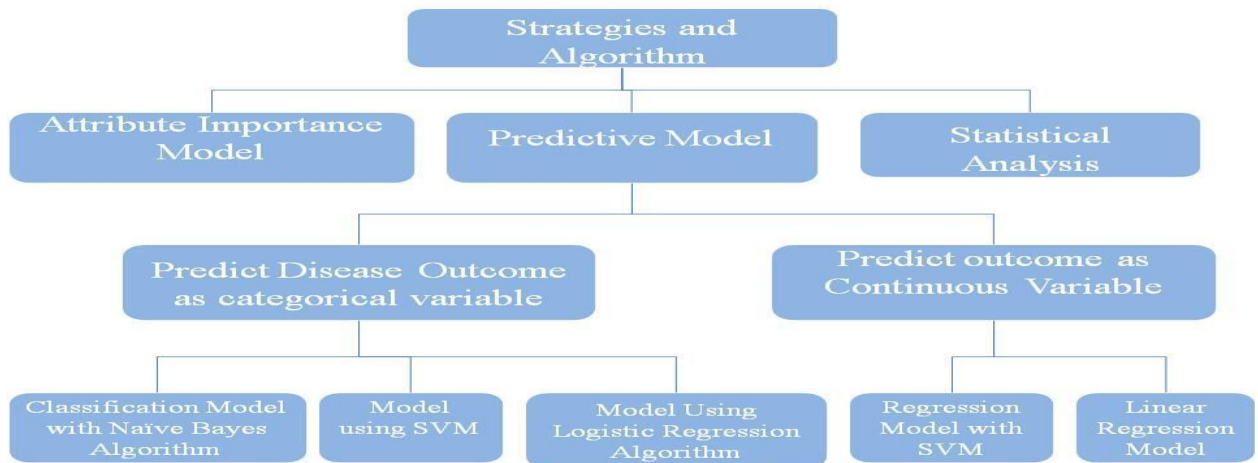 Strategies and
Algorithm
Attribute Importance
Model
Predictive Model
Statistical
Analysis
Predict Disease Outcome
as categorical variable
Predict outcome as
Continuous Variable
Classification Model
with Naïve Bayes
Algorithm
Model
using SVM
Model Using
Logistic Regression
Algorithm
Regression
Model with
SVM
Linear
Regression
Model